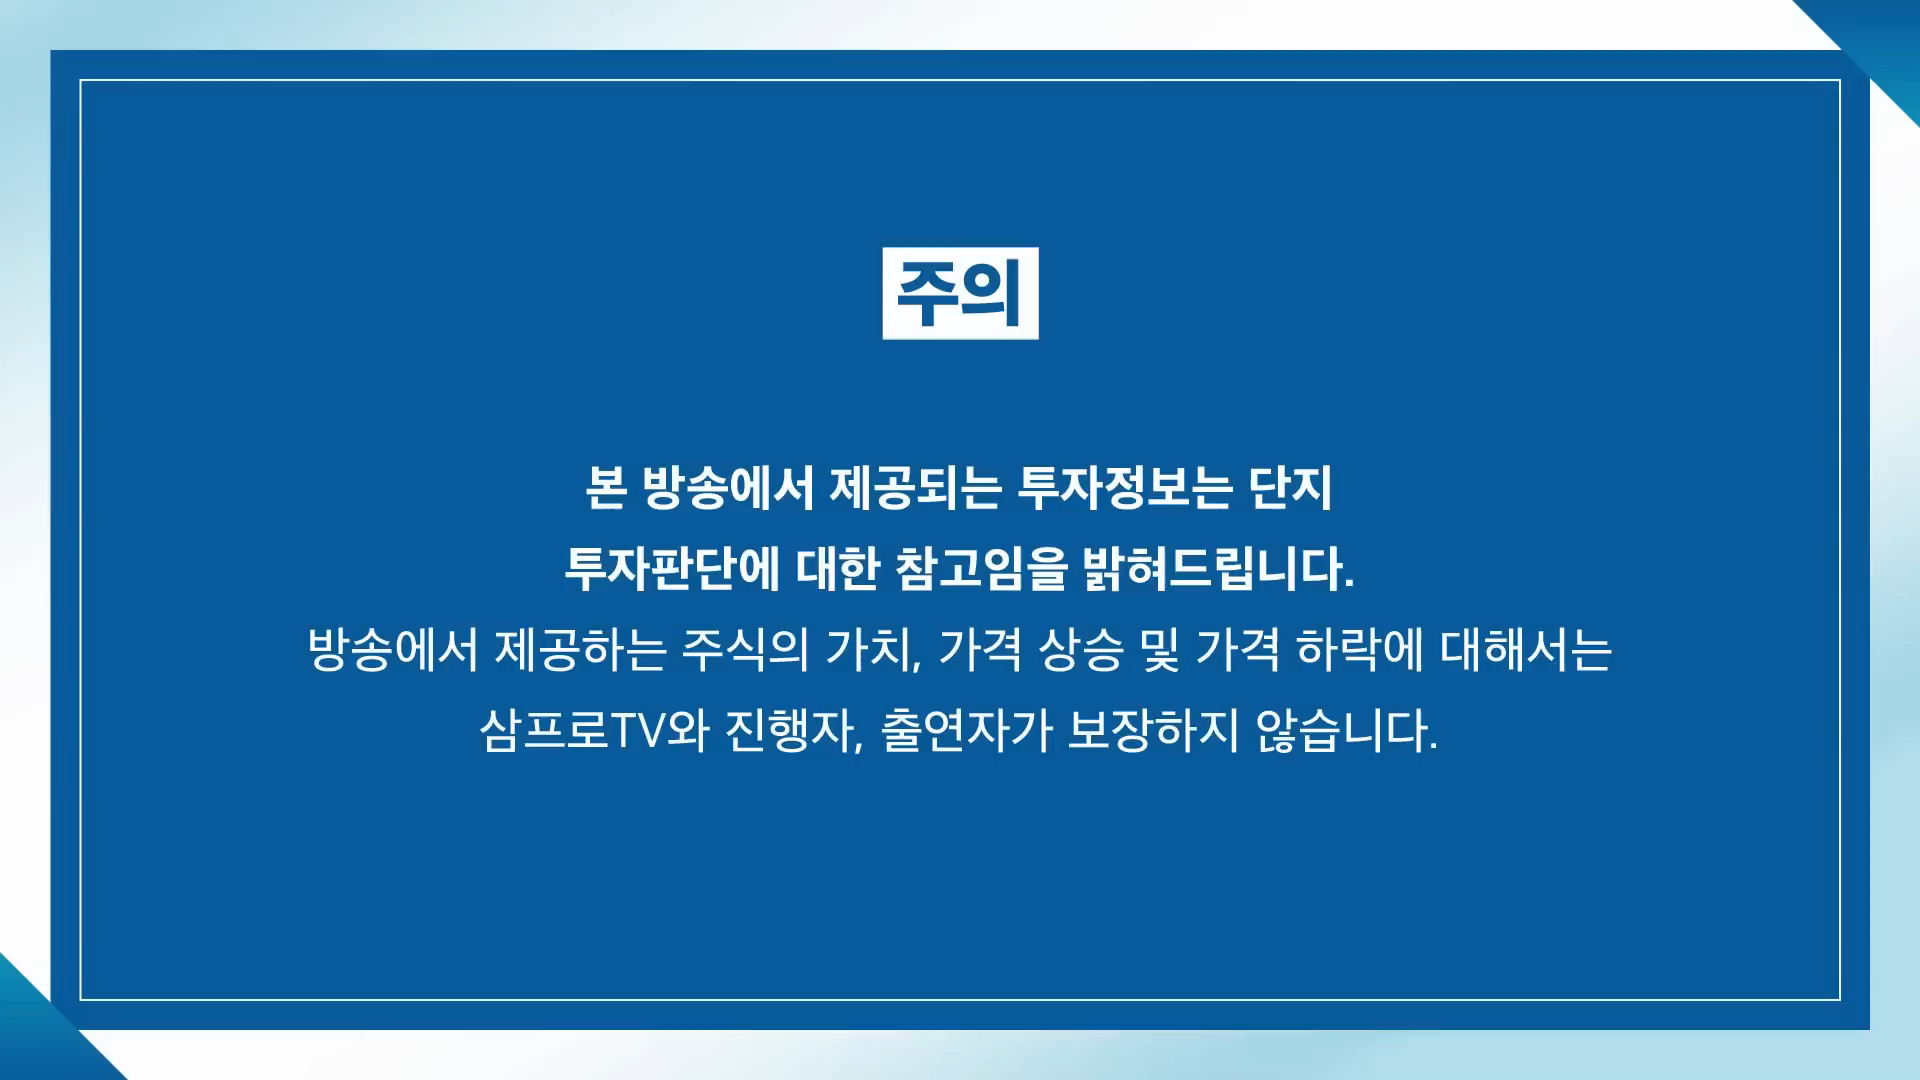 주의
본 방송에서 제공되는 투자정보는 단지
투자판단에 대한 참고임을 밝혀드립니다.
방송에서 제공하는 주식의 가치, 가격 상승 및 가격 하락에 대해서는
삼프로TV와 진행자, 출연자가 보장하지 않습니다.